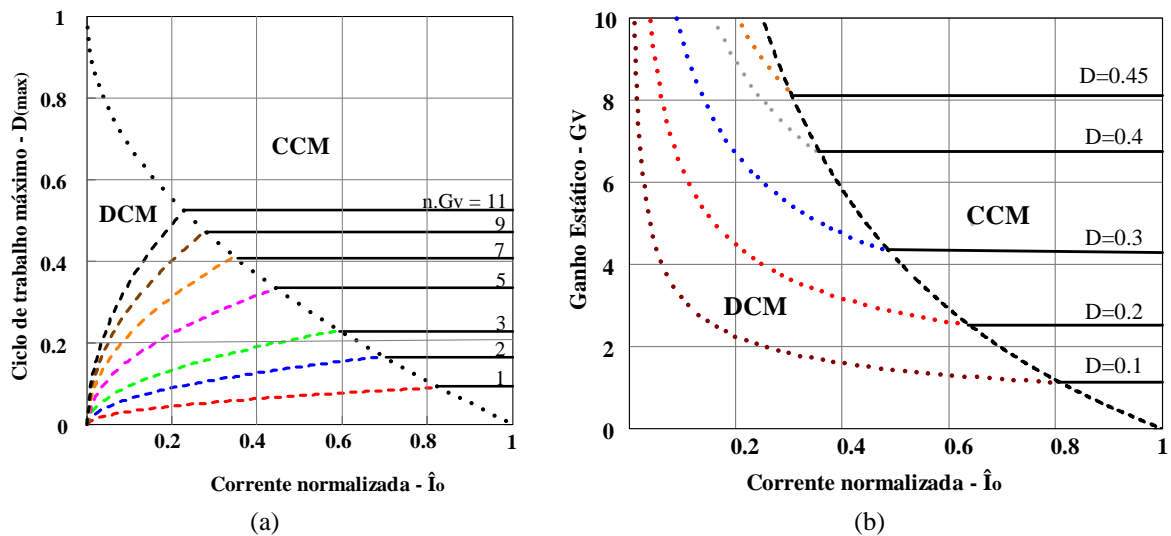 1
0.8
0.6
0.4
0.2
0
0.2
0.4
0.6
0.8
1
Ciclo de trabalho máximo - D(max)
Corrente normalizada - Îo
CCM
DCM
n.Gv = 11
9
7
5
3
2
1
(a)
10
8
6
4
2
0
0.2
0.4
0.6
0.8
1
Ganho Estático - Gv
Corrente normalizada - Îo
D=0.45
D=0.4
CCM
D=0.3
DCM
D=0.2
D=0.1
(b)